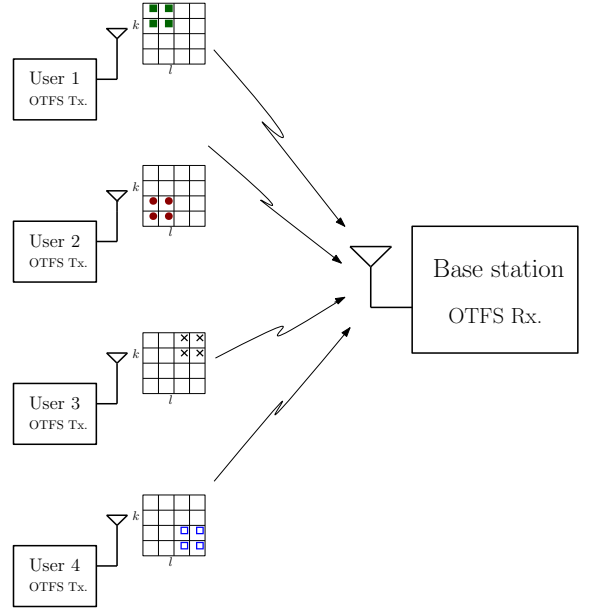 k
l
User 1
OTFS Tx.
k
l
User 2
OTFS Tx.
Base station
OTFS Rx.
k
l
User 3
OTFS Tx.
k
l
User 4
OTFS Tx.